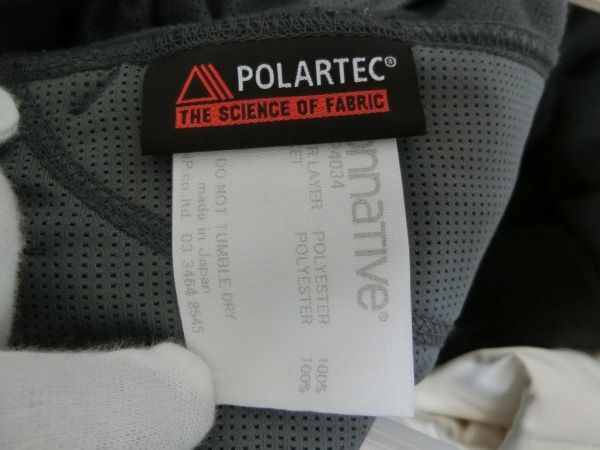 POLARTEC®
THE SCIENCE OF FABRIC
nnative®
4034
R LAYER POLYESTER 100%
ET POLYESTER 100%
DO NOT TUMBLE DRY
made in Japan
MP.co.ltd. 03 3464 8545